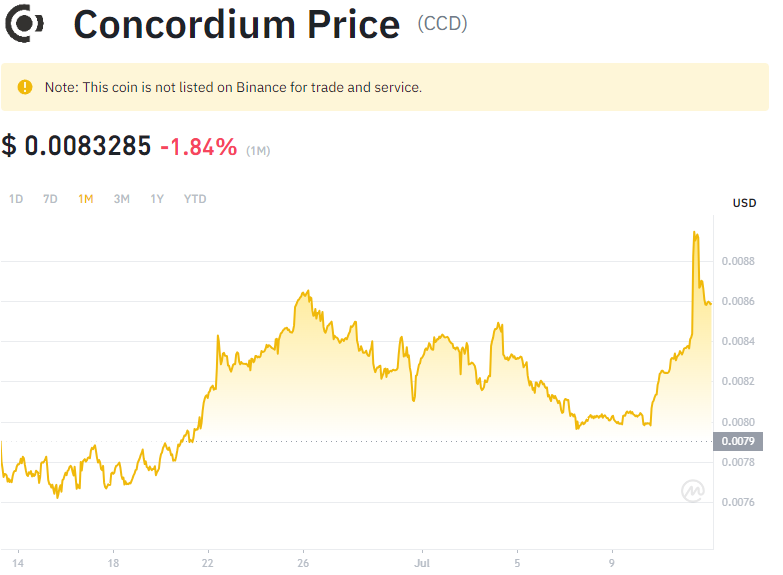 Concordium Price (CCD)
Note: This coin is not listed on Binance for trade and service.
$ 0.0083285 -1.84% (1M)
1D 7D 1M 3M 1Y YTD
USD
0.0088
0.0086
0.0084
0.0082
0.0080
0.0079
0.0078
0.0076
14 18 22 26 Jul 5 9